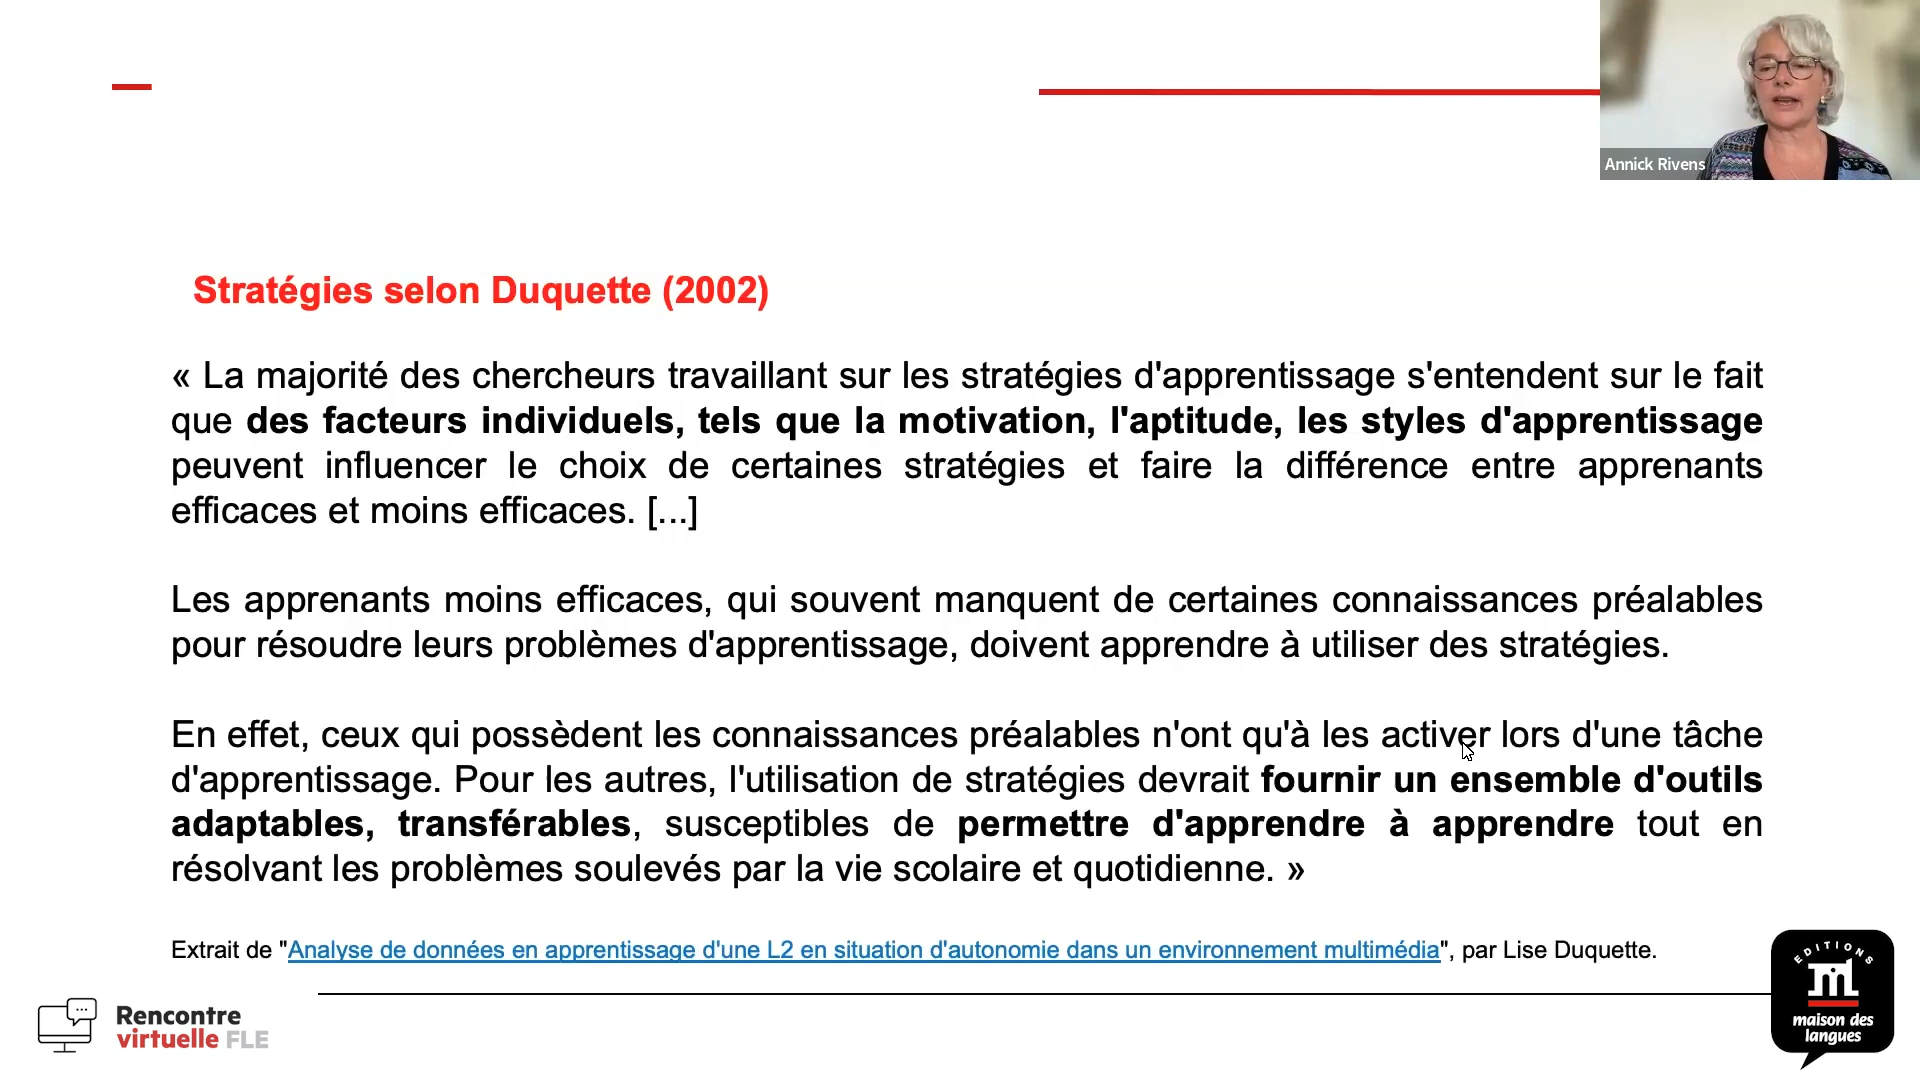 Annick Rivens
Stratégies selon Duquette (2002)
« La majorité des chercheurs travaillant sur les stratégies d'apprentissage s'entendent sur le fait
que des facteurs individuels, tels que la motivation, l'aptitude, les styles d'apprentissage
peuvent influencer le choix de certaines stratégies et faire la différence entre apprenants
efficaces et moins efficaces. [...]
Les apprenants moins efficaces, qui souvent manquent de certaines connaissances préalables
pour résoudre leurs problèmes d'apprentissage, doivent apprendre à utiliser des stratégies.
En effet, ceux qui possèdent les connaissances préalables n'ont qu'à les activer lors d'une tâche
d'apprentissage. Pour les autres, l'utilisation de stratégies devrait fournir un ensemble d'outils
adaptables, transférables, susceptibles de permettre d'apprendre à apprendre tout en
résolvant les problèmes soulevés par la vie scolaire et quotidienne. »
Extrait de "Analyse de données en apprentissage d'une L2 en situation d'autonomie dans un environnement multimédia", par Lise Duquette.
Rencontre
virtuelle FLE
EDITIONS
maison des
langues